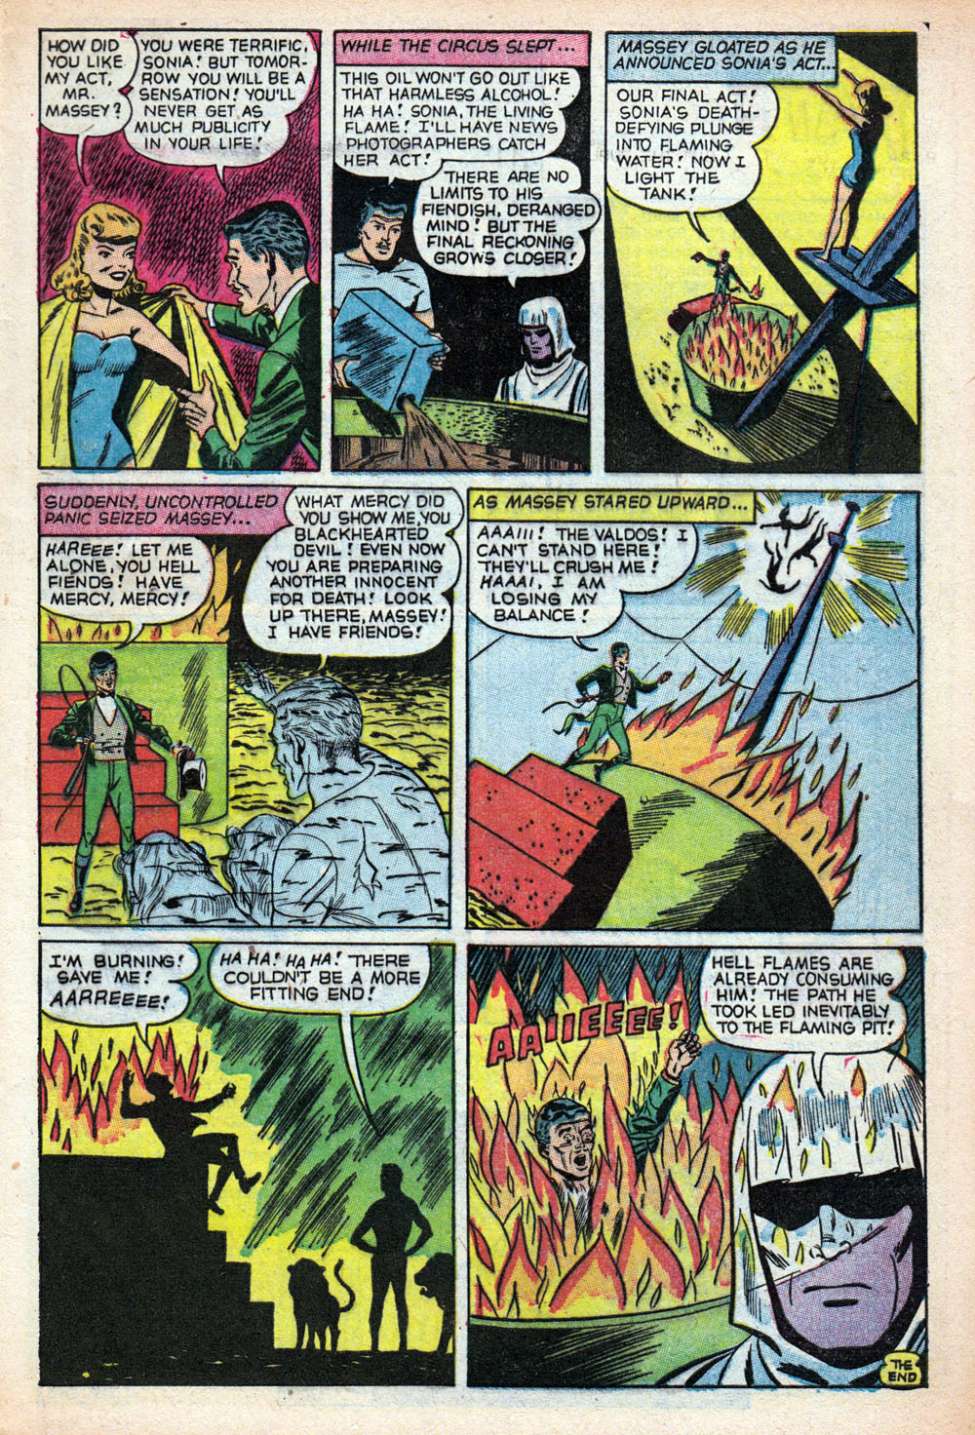 HOW DID
YOU LIKE
MY ACT,
MR.
MASSEY?
YOU WERE TERRIFIC,
SONIA! BUT TOMOR-
ROW YOU WILL BE A
SENSATION! YOU'LL
NEVER GET AS
MUCH PUBLICITY
IN YOUR LIFE!
WHILE THE CIRCUS SLEPT...
THIS OIL WON'T GO OUT LIKE
THAT HARMLESS ALCOHOL!
HA HA! SONIA, THE LIVING
FLAME! I'LL HAVE NEWS
PHOTOGRAPHERS CATCH
HER ACT!
THERE ARE NO
LIMITS TO HIS
FIENDISH, DERANGED
MIND! BUT THE
FINAL RECKONING
GROWS CLOSER!
MASSEY GLOATED AS HE
ANNOUNCED SONIA'S ACT...
OUR FINAL ACT!
SONIA'S DEATH-
DEFYING PLUNGE
INTO FLAMING
WATER! NOW I
LIGHT THE
TANK!
SUDDENLY, UNCONTROLLED
PANIC SEIZED MASSEY...
HAREEE! LET ME
ALONE, YOU HELL
FIENDS! HAVE
MERCY, MERCY!
WHAT MERCY DID
YOU SHOW ME, YOU
BLACKHEARTED
DEVIL! EVEN NOW
YOU ARE PREPARING
ANOTHER INNOCENT
FOR DEATH! LOOK
UP THERE, MASSEY!
I HAVE FRIENDS!
AS MASSEY STARED UPWARD...
AAAIII! THE VALDOS! I
CAN'T STAND HERE!
THEY'LL CRUSH ME!
HAAAI, I AM
LOSING MY
BALANCE!
I'M BURNING!
SAVE ME!
AARREEEE!
HA HA! HA HA! THERE
COULDN'T BE A MORE
FITTING END!
AAIIEEEEE!
HELL FLAMES ARE
ALREADY CONSUMING
HIM! THE PATH HE
TOOK LED INEVITABLY
TO THE FLAMING PIT!
THE
END